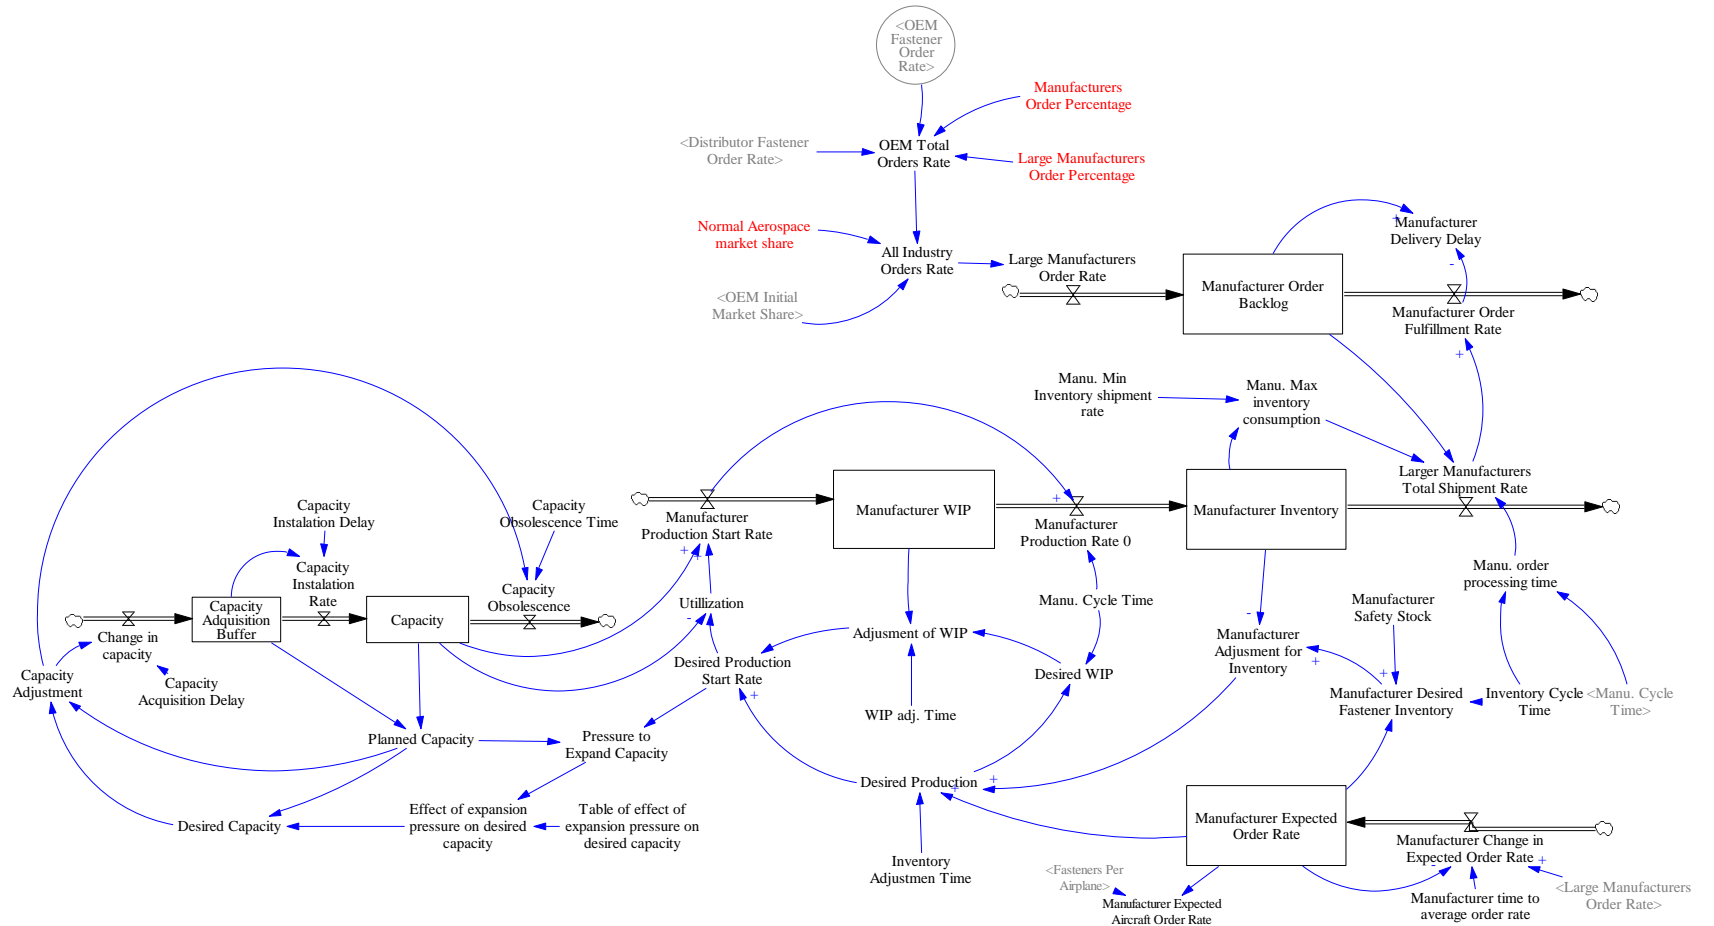 <OEM
Fastener
Order
Rate>
Manufacturers
Order Percentage
<Distributor Fastener
Order Rate>
OEM Total
Orders Rate
Large Manufacturers
Order Percentage
Normal Aerospace
market share
All Industry
Orders Rate
<OEM Initial
Market Share>
Large Manufacturers
Order Rate
Manufacturer Order
Backlog
+
Manufacturer
Delivery Delay
-
Manufacturer Order
Fulfillment Rate
+
Manu. Min
Inventory shipment
rate
Manu. Max
inventory
consumption
Larger Manufacturers
Total Shipment Rate
Capacity
Instalation Delay
Capacity
Obsolescence Time
Manufacturer
Production Start Rate
+
+
Manufacturer WIP
+
Manufacturer
Production Rate 0
Manufacturer Inventory
Capacity
Instalation
Rate
Capacity
Obsolescence
Capacity
Adquisition
Buffer
Capacity
Utillization
-
Manu. Cycle Time
Manu. order
processing time
Change in
capacity
Capacity
Adjustment
Capacity
Acquisition Delay
Desired Production
Start Rate
+
Adjusment of WIP
Desired WIP
WIP adj. Time
-
Manufacturer
Adjustment for
Inventory
+
Manufacturer
Safety Stock
+
Manufacturer Desired
Fastener Inventory
Inventory Cycle
Time
<Manu. Cycle
Time>
Planned Capacity
Pressure to
Expand Capacity
Desired Production
+
+
Desired Capacity
Effect of expansion
pressure on desired
capacity
Table of effect of
expansion pressure on
desired capacity
Inventory
Adjustmen Time
Manufacturer Expected
Order Rate
Manufacturer Change in
Expected Order Rate
-
+
<Fasteners Per
Airplane>
Manufacturer Expected
Aircraft Order Rate
Manufacturer time to
average order rate
<Large Manufacturers
Order Rate>